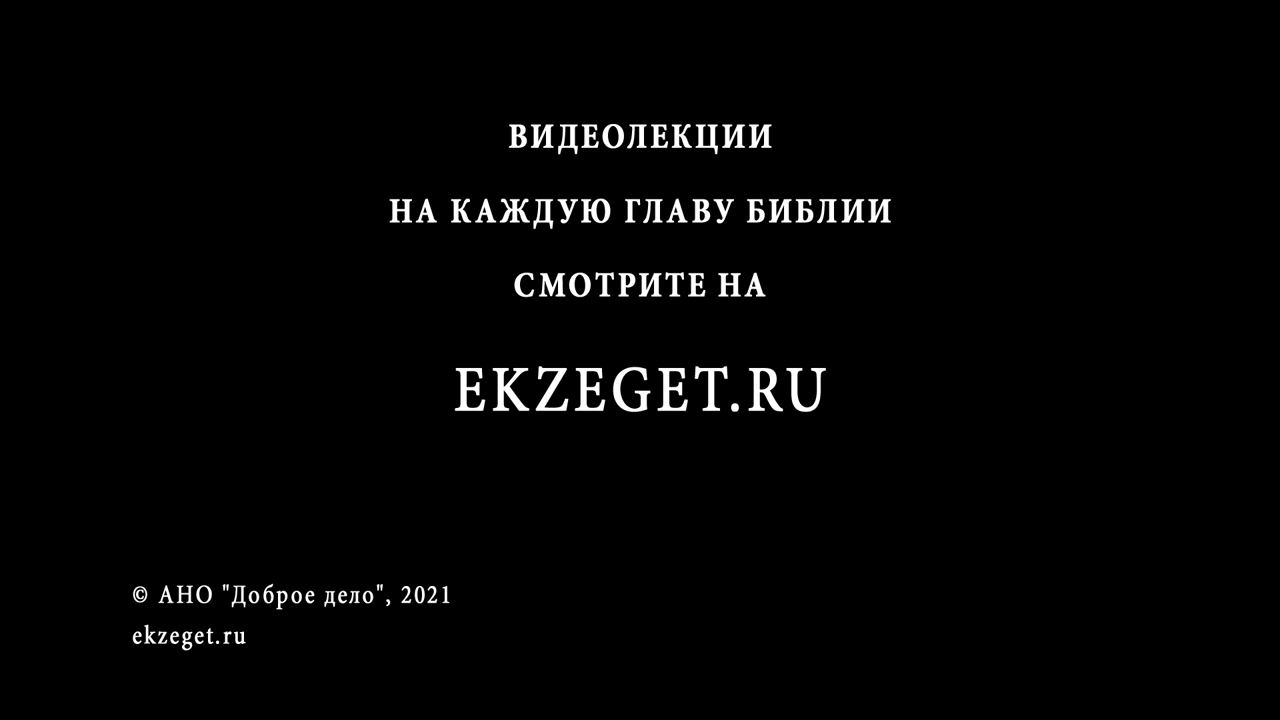 ВИДЕОЛЕКЦИИ
НА КАЖДУЮ ГЛАВУ БИБЛИИ
СМОТРИТЕ НА
EKZEGET.RU
© АНО "Доброе дело", 2021
ekzeget.ru